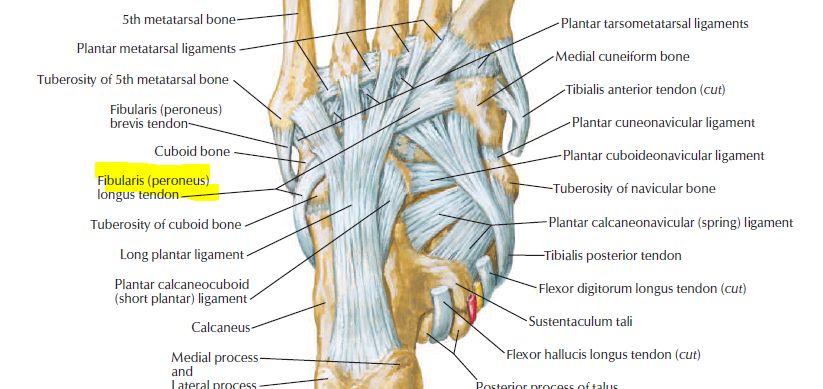 5th metatarsal bone
Plantar metatarsal ligaments
Tuberosity of 5th metatarsal bone
Fibularis (peroneus)
brevis tendon
Cuboid bone
Fibularis (peroneus)
longus tendon
Tuberosity of cuboid bone
Long plantar ligament
Plantar calcaneocuboid
(short plantar) ligament
Calcaneus
Medial process
and
Lateral process
Plantar tarsometatarsal ligaments
Medial cuneiform bone
Tibialis anterior tendon (cut)
Plantar cuneonavicular ligament
Plantar cuboideonavicular ligament
Tuberosity of navicular bone
Plantar calcaneonavicular (spring) ligament
Tibialis posterior tendon
Flexor digitorum longus tendon (cut)
Sustentaculum tali
Flexor hallucis longus tendon (cut)
Posterior process of talus